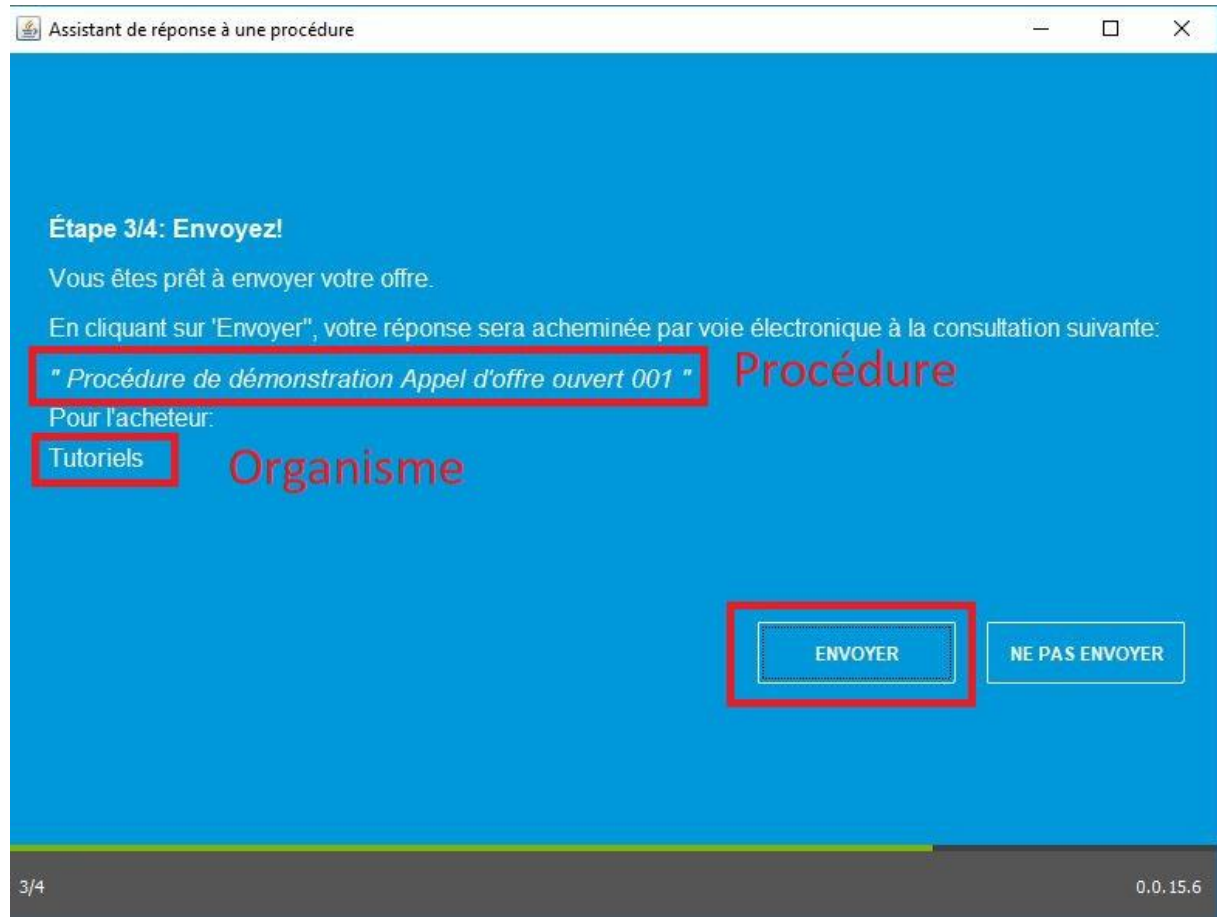 Assistant de réponse à une procédure
Étape 3/4: Envoyez!
Vous êtes prêt à envoyer votre offre.
En cliquant sur 'Envoyer", votre réponse sera acheminée par voie électronique à la consultation suivante:
" Procédure de démonstration Appel d'offre ouvert 001 " Procédure
Pour l'acheteur:
Tutoriels Organisme
ENVOYER NE PAS ENVOYER
3/4 0.0.15.6